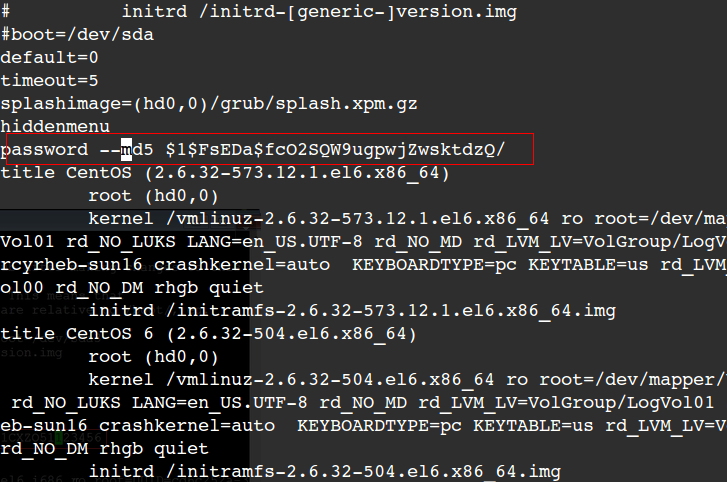 #          initrd /initrd-[generic-]version.img
#boot=/dev/sda
default=0
timeout=5
splashimage=(hd0,0)/grub/splash.xpm.gz
hiddenmenu
password --md5 $1$FsEDa$fcO2SQW9ugpwjZwsktdzQ/
title CentOS (2.6.32-573.12.1.el6.x86_64)
        root (hd0,0)
        kernel /vmlinuz-2.6.32-573.12.1.el6.x86_64 ro root=/dev/mapper
Vol01 rd_NO_LUKS LANG=en_US.UTF-8 rd_NO_MD rd_LVM_LV=VolGroup/LogV
rcyrheb-sun16 crashkernel=auto  KEYBOARDTYPE=pc KEYTABLE=us rd_LVM_
ol00 rd_NO_DM rhgb quiet
        initrd /initramfs-2.6.32-573.12.1.el6.x86_64.img
title CentOS 6 (2.6.32-504.el6.x86_64)
        root (hd0,0)
        kernel /vmlinuz-2.6.32-504.el6.x86_64 ro root=/dev/mapper/V
 rd_NO_LUKS LANG=en_US.UTF-8 rd_NO_MD rd_LVM_LV=VolGroup/LogVol01
eb-sun16 crashkernel=auto  KEYBOARDTYPE=pc KEYTABLE=us rd_LVM_LV=V
rd_NO_DM rhgb quiet
        initrd /initramfs-2.6.32-504.el6.x86_64.img